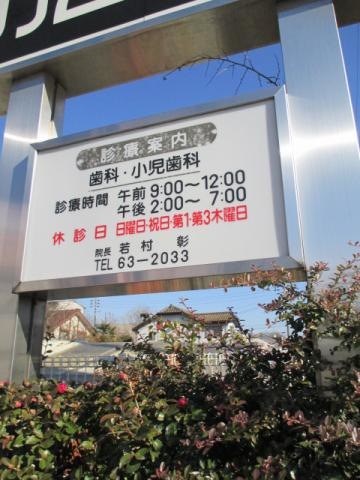 診療案内
歯科・小児歯科
診療時間 午前 9:00～12:00
午後 2:00～ 7:00
休診日 日曜日・祝日・第1・第3木曜日
院長 若村 彰
TEL 63-2033